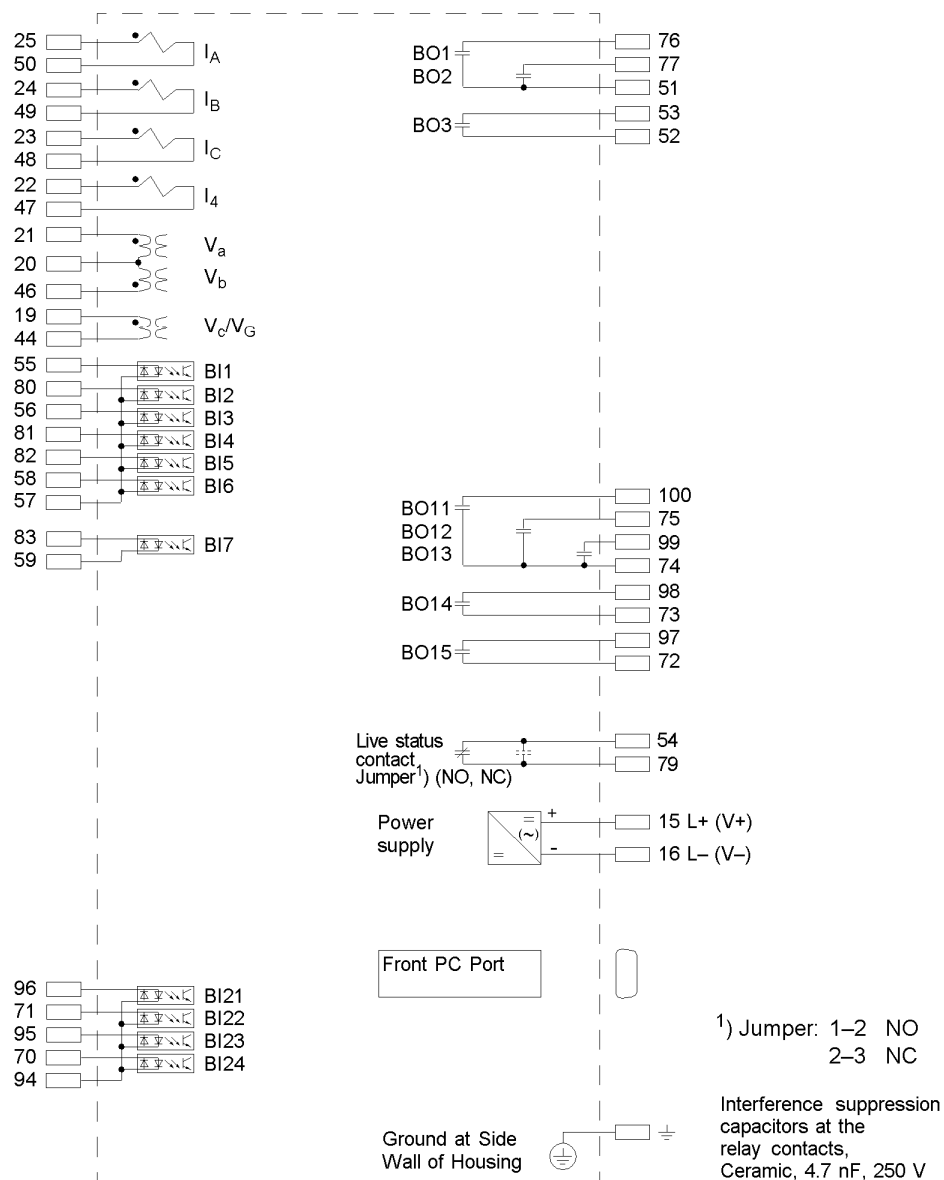 25
50
I_A
24
49
I_B
23
48
I_C
22
47
I_4
21
20
46
V_a
V_b
19
44
V_c/V_G
55 BI1
80 BI2
56 BI3
81 BI4
82 BI5
58 BI6
57
83 BI7
59
96 BI21
71 BI22
95 BI23
70 BI24
94
BO1 76
BO2 77
51
BO3 53
52
BO11 100
BO12 75
BO13 99
74
BO14 98
73
BO15 97
72
Live status
contact
Jumper¹) (NO, NC)
54
79
Power
supply
= (~) =
+ 15 L+ (V+)
- 16 L– (V–)
Front PC Port
Ground at Side
Wall of Housing
¹) Jumper: 1–2 NO
2–3 NC
Interference suppression
capacitors at the
relay contacts,
Ceramic, 4.7 nF, 250 V